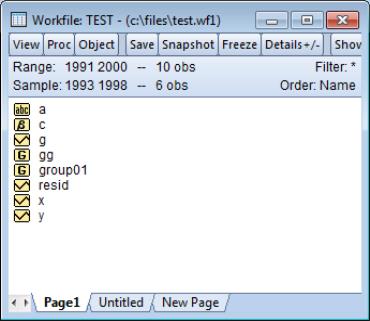 Workfile: TEST - (c:\files\test.wf1)
View Proc Object Save Snapshot Freeze Details+/- Show
Range: 1991 2000 -- 10 obs Filter: *
Sample: 1993 1998 -- 6 obs Order: Name
abc a
β c
g
G gg
G group01
resid
x
y
Page1 Untitled New Page